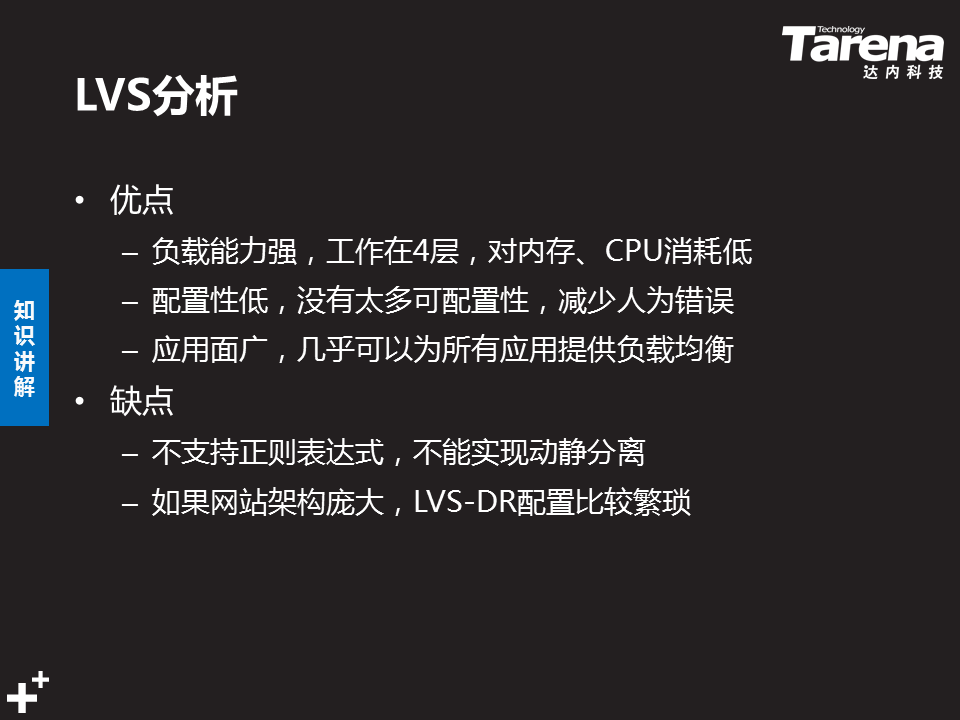 Technology
Tarena
达内科技
LVS分析
• 优点
– 负载能力强，工作在4层，对内存、CPU消耗低
– 配置性低，没有太多可配置性，减少人为错误
– 应用面广，几乎可以为所有应用提供负载均衡
• 缺点
– 不支持正则表达式，不能实现动静分离
– 如果网站架构庞大，LVS-DR配置比较繁琐
知识讲解